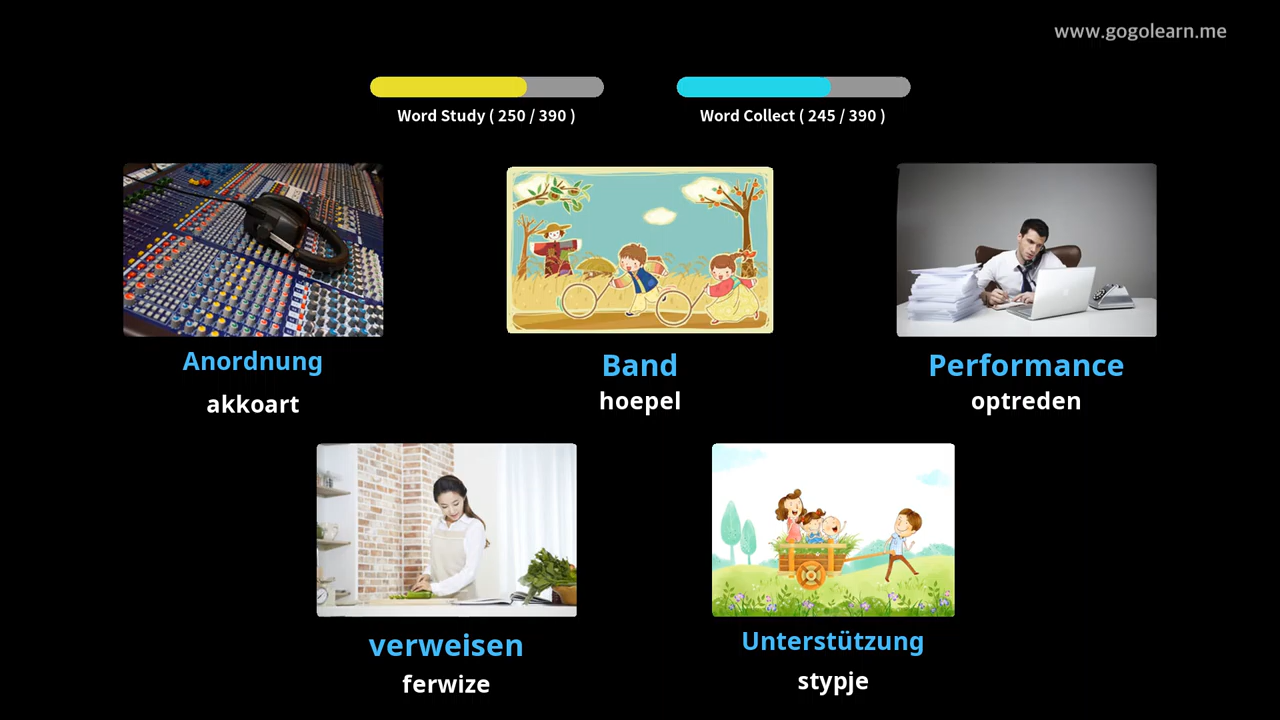 www.gogolearn.me
Word Study ( 250 / 390 )
Word Collect ( 245 / 390 )
Anordnung
akkoart
Band
hoepel
Performance
optreden
verweisen
ferwize
Unterstützung
stypje